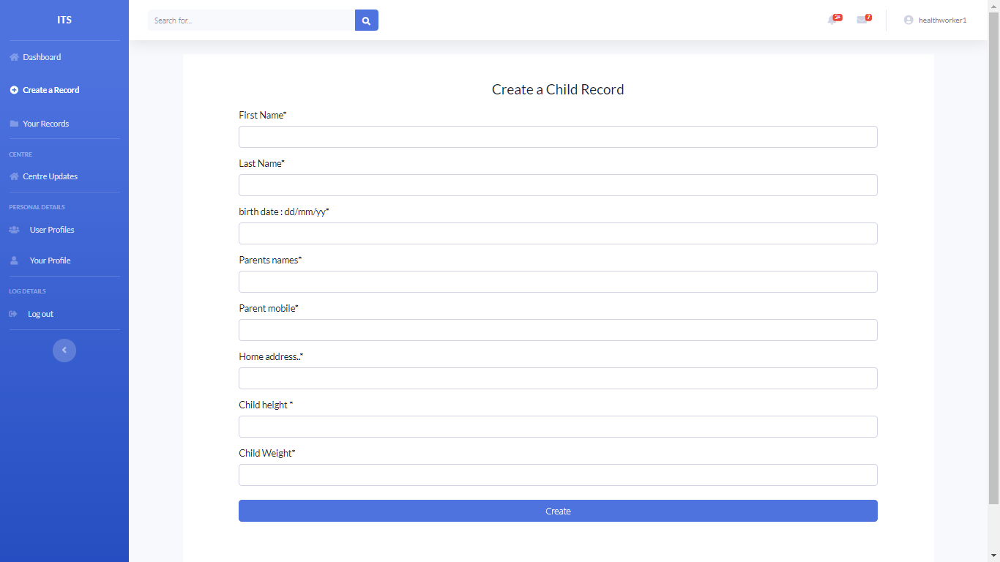 ITS
Dashboard
Create a Record
Your Records
CENTRE
Centre Updates
PERSONAL DETAILS
User Profiles
Your Profile
LOG DETAILS
Log out
Search for...
3+
7
healthworker1
Create a Child Record
First Name*
Last Name*
birth date : dd/mm/yy*
Parents names*
Parent mobile*
Home address..*
Child height *
Child Weight*
Create